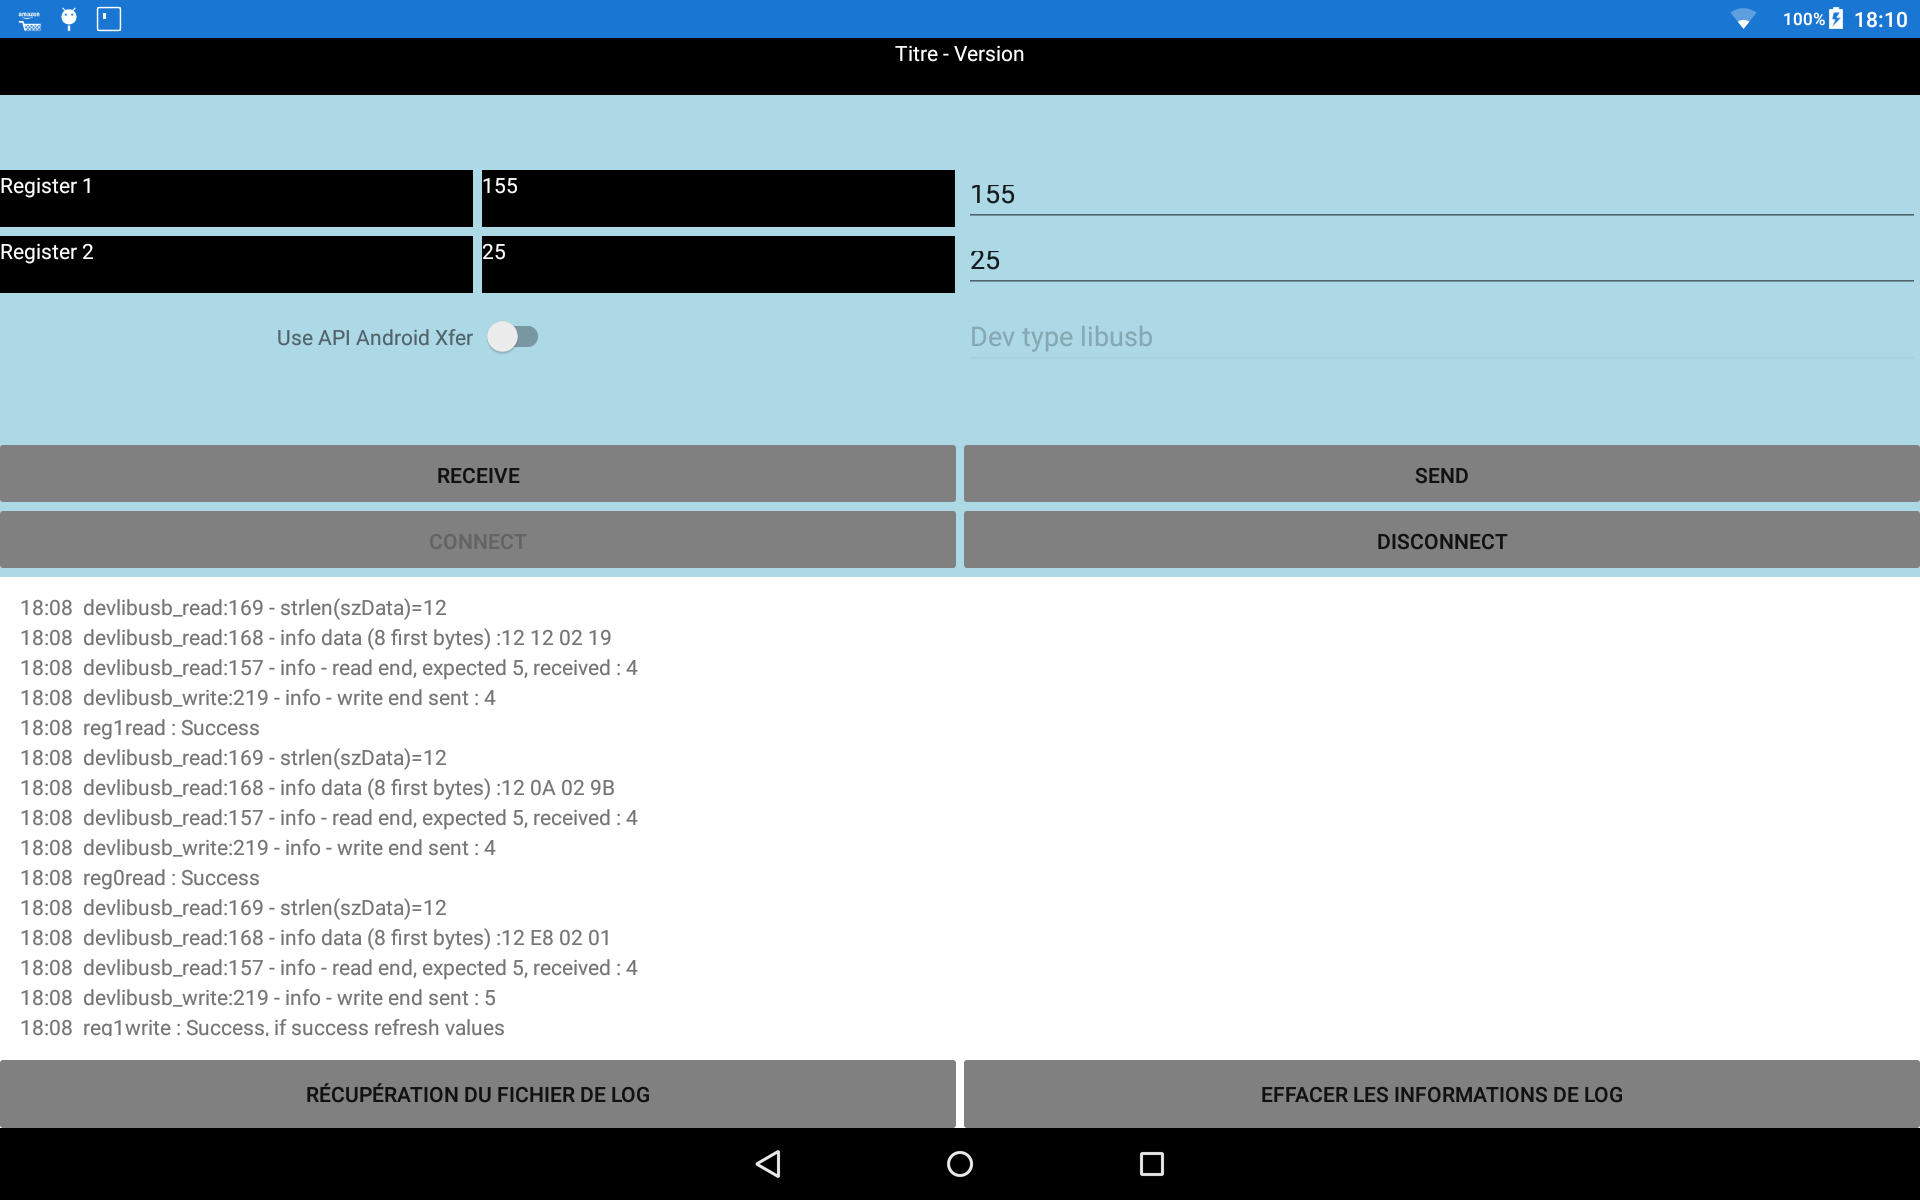 amazon
100% 18:10
Titre - Version
Register 1 155 155
Register 2 25 25
Use API Android Xfer Dev type libusb
RECEIVE SEND
CONNECT DISCONNECT
18:08 devlibusb_read:169 - strlen(szData)=12
18:08 devlibusb_read:168 - info data (8 first bytes) :12 12 02 19
18:08 devlibusb_read:157 - info - read end, expected 5, received : 4
18:08 devlibusb_write:219 - info - write end sent : 4
18:08 reg1read : Success
18:08 devlibusb_read:169 - strlen(szData)=12
18:08 devlibusb_read:168 - info data (8 first bytes) :12 0A 02 9B
18:08 devlibusb_read:157 - info - read end, expected 5, received : 4
18:08 devlibusb_write:219 - info - write end sent : 4
18:08 reg0read : Success
18:08 devlibusb_read:169 - strlen(szData)=12
18:08 devlibusb_read:168 - info data (8 first bytes) :12 E8 02 01
18:08 devlibusb_read:157 - info - read end, expected 5, received : 4
18:08 devlibusb_write:219 - info - write end sent : 5
18:08 reg1write : Success, if success refresh values
RÉCUPÉRATION DU FICHIER DE LOG EFFACER LES INFORMATIONS DE LOG